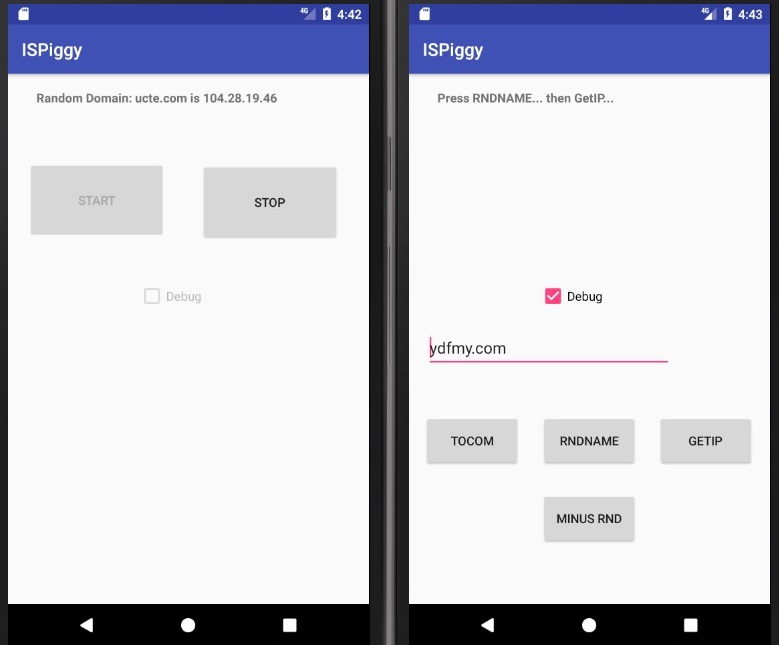 4G 4:42
ISPiggy
Random Domain: ucte.com is 104.28.19.46
START STOP
Debug
4G 4:43
ISPiggy
Press RNDNAME... then GetIP...
Debug
ydfmy.com
TOCOM RNDNAME GETIP
MINUS RND